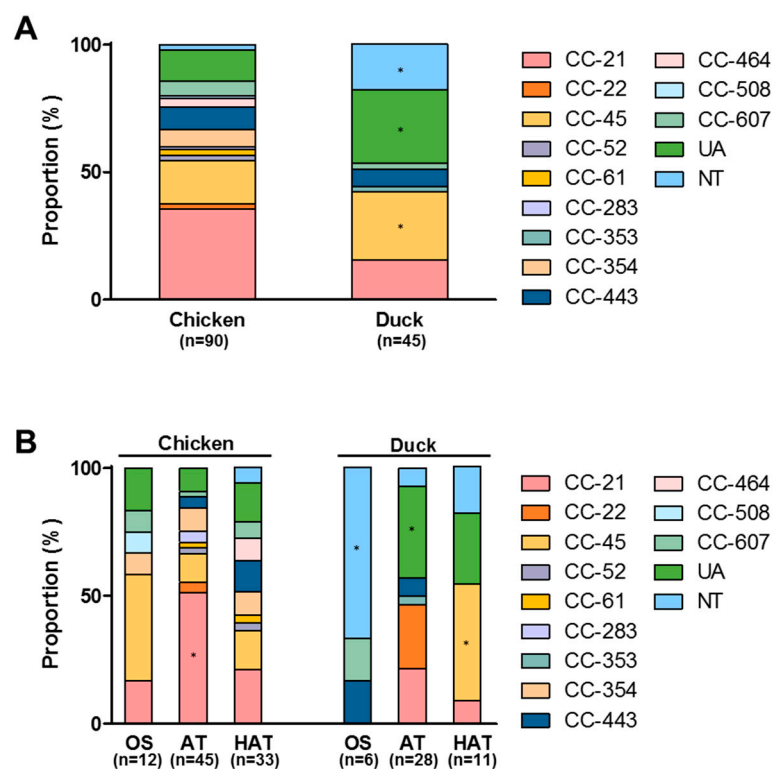 A
100
50
0
Proportion (%)
*
*
*
Chicken
(n=90)
Duck
(n=45)
CC-21
CC-22
CC-45
CC-52
CC-61
CC-283
CC-353
CC-354
CC-443
CC-464
CC-508
CC-607
UA
NT
B
Chicken
Duck
100
50
0
Proportion (%)
*
*
*
*
OS
(n=12)
AT
(n=45)
HAT
(n=33)
OS
(n=6)
AT
(n=28)
HAT
(n=11)
CC-21
CC-22
CC-45
CC-52
CC-61
CC-283
CC-353
CC-354
CC-443
CC-464
CC-508
CC-607
UA
NT